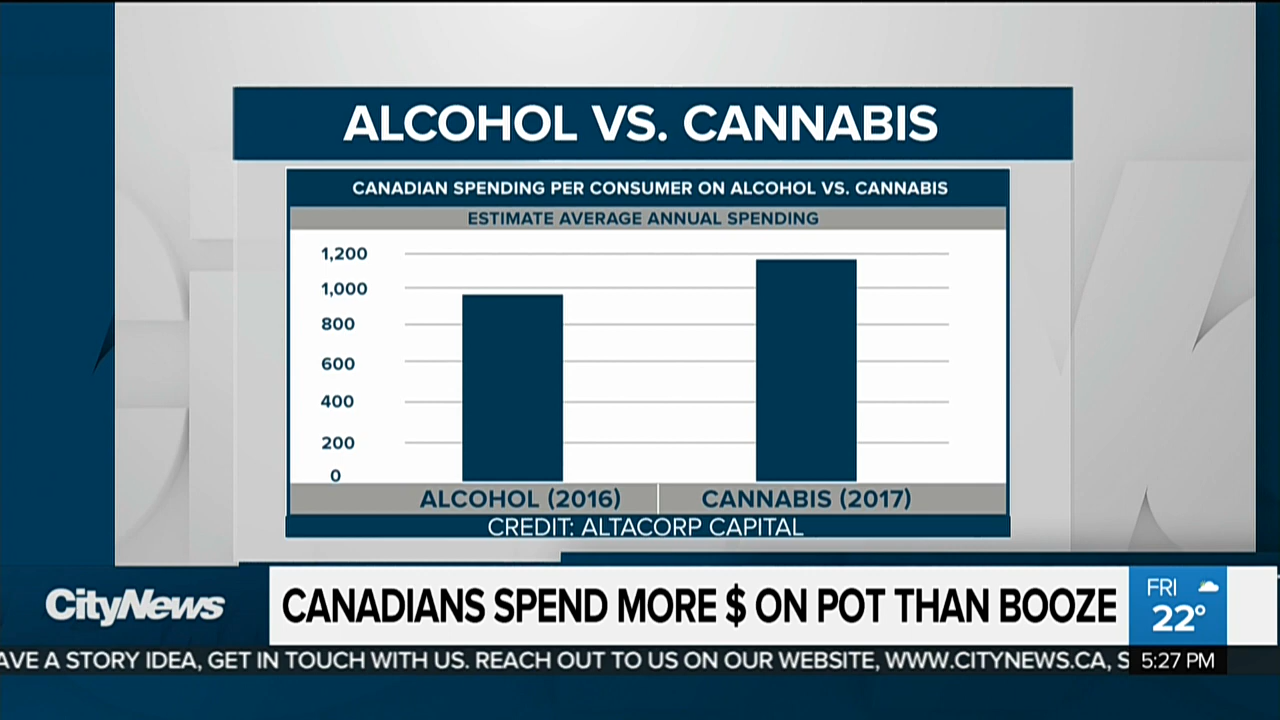 ALCOHOL VS. CANNABIS
CANADIAN SPENDING PER CONSUMER ON ALCOHOL VS. CANNABIS
ESTIMATE AVERAGE ANNUAL SPENDING
1,200
1,000
800
600
400
200
0
ALCOHOL (2016) CANNABIS (2017)
CREDIT: ALTACORP CAPITAL
CityNews
CANADIANS SPEND MORE $ ON POT THAN BOOZE
FRI
22°
AVE A STORY IDEA, GET IN TOUCH WITH US. REACH OUT TO US ON OUR WEBSITE, WWW.CITYNEWS.CA, S
5:27 PM